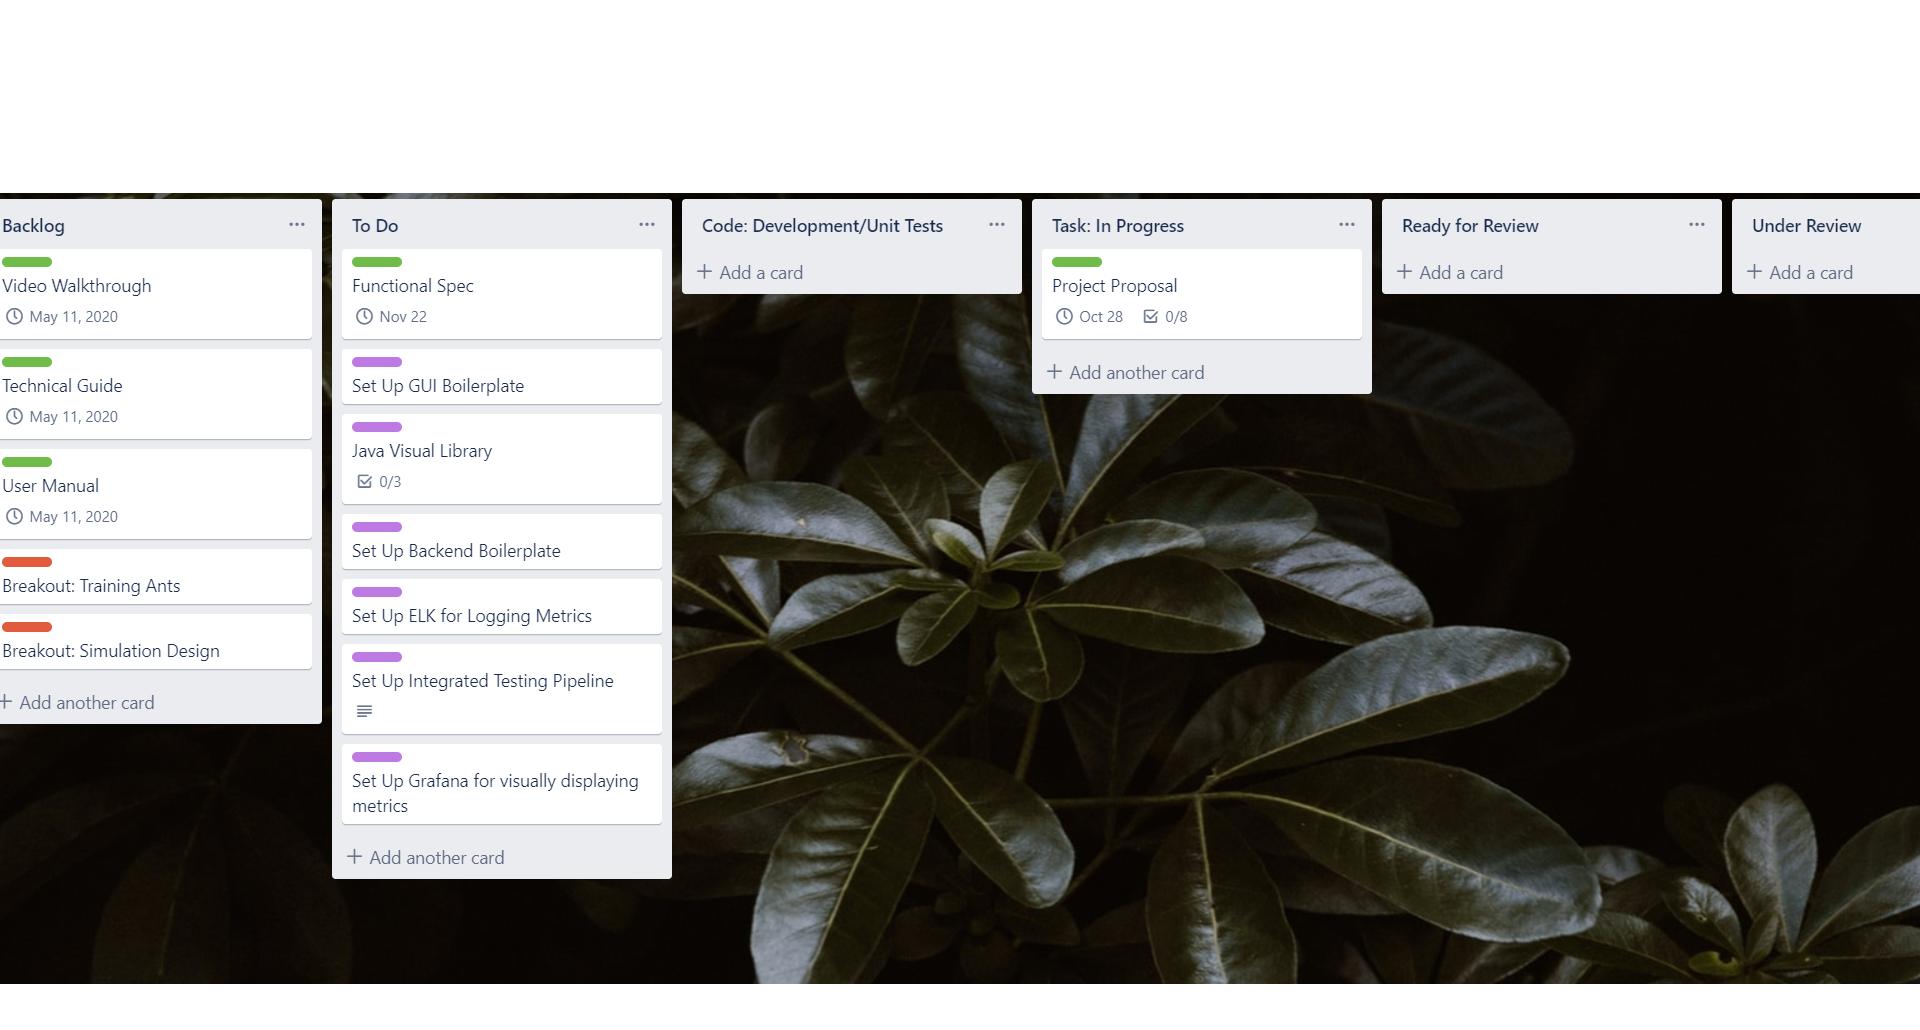 Backlog
Video Walkthrough
May 11, 2020
Technical Guide
May 11, 2020
User Manual
May 11, 2020
Breakout: Training Ants
Breakout: Simulation Design
Add another card
To Do
Functional Spec
Nov 22
Set Up GUI Boilerplate
Java Visual Library
0/3
Set Up Backend Boilerplate
Set Up ELK for Logging Metrics
Set Up Integrated Testing Pipeline
Set Up Grafana for visually displaying
metrics
Add another card
Code: Development/Unit Tests
Add a card
Task: In Progress
Project Proposal
Oct 28 0/8
Add another card
Ready for Review
Add a card
Under Review
Add a card